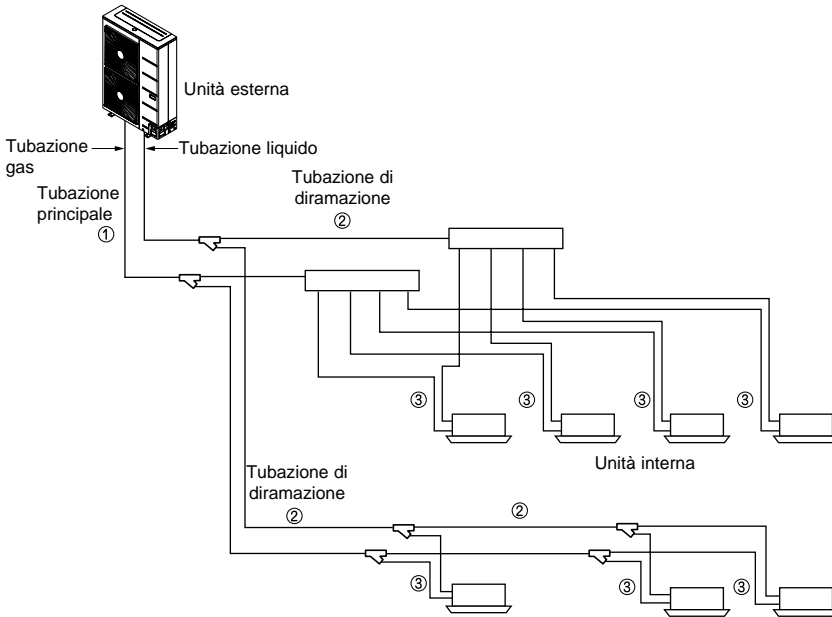 Unità esterna
Tubazione
gas
Tubazione liquido
Tubazione
principale
①
Tubazione di
diramazione
②
③
③
③
③
Unità interna
Tubazione di
diramazione
②
②
③
③
③